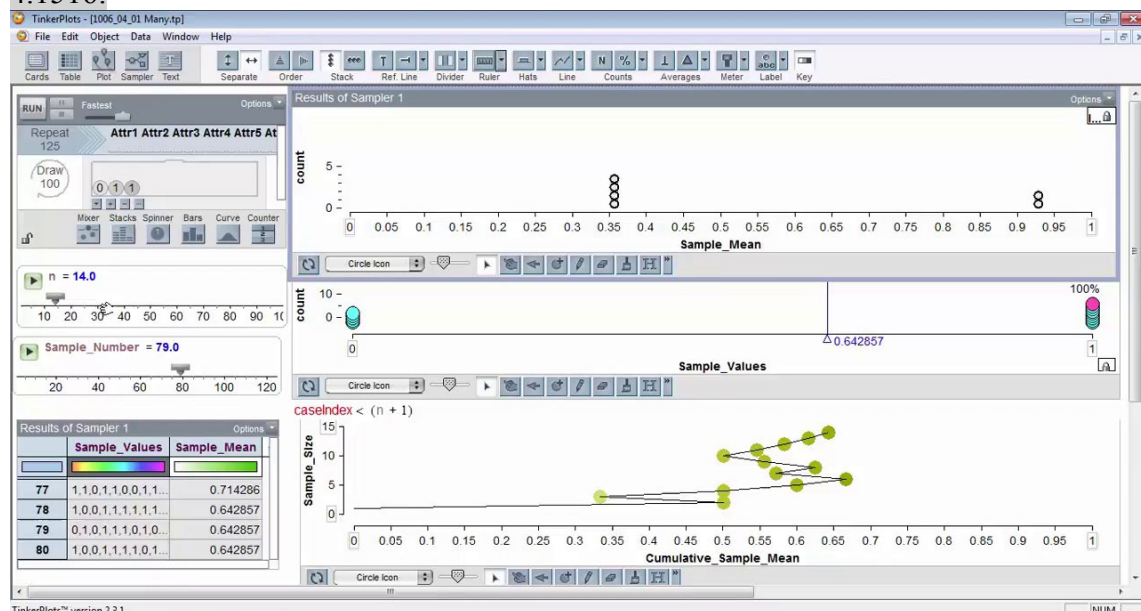 TinkerPlots - [1006_04_01 Many.tp]
File Edit Object Data Window Help
Cards Table Plot Sampler Text Separate Order Stack Ref. Line Divider Ruler Hats Line Counts Averages Meter Label Key
RUN Fastest Options
Repeat 125
Attr1 Attr2 Attr3 Attr4 Attr5 At
Draw 100
0 1 1
Mixer Stacks Spinner Bars Curve Counter
n = 14.0
10 20 30 40 50 60 70 80 90 10
Sample_Number = 79.0
20 40 60 80 100 120
Results of Sampler 1 Options
Sample_Values Sample_Mean
77 1,1,0,1,1,0,0,1,1... 0.714286
78 1,0,0,1,1,1,1,1,1... 0.642857
79 0,1,0,1,1,1,0,1,0... 0.642857
80 1,0,0,1,1,1,1,0,1... 0.642857
Results of Sampler 1 Options
count
5
0
0 0.05 0.1 0.15 0.2 0.25 0.3 0.35 0.4 0.45 0.5 0.55 0.6 0.65 0.7 0.75 0.8 0.85 0.9 0.95 1
Sample_Mean
Circle Icon
count
10
0
100%
0.642857
0 1
Sample_Values
Circle Icon
caseIndex < (n + 1)
Sample_Size
15
10
5
0
0 0.05 0.1 0.15 0.2 0.25 0.3 0.35 0.4 0.45 0.5 0.55 0.6 0.65 0.7 0.75 0.8 0.85 0.9 0.95 1
Cumulative_Sample_Mean
Circle Icon
NUM